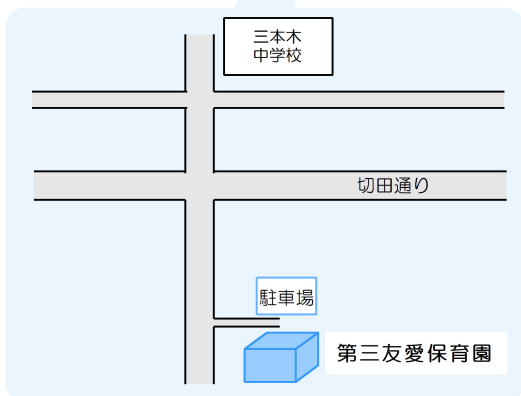 三本木
中学校
切田通り
駐車場
第三友愛保育園